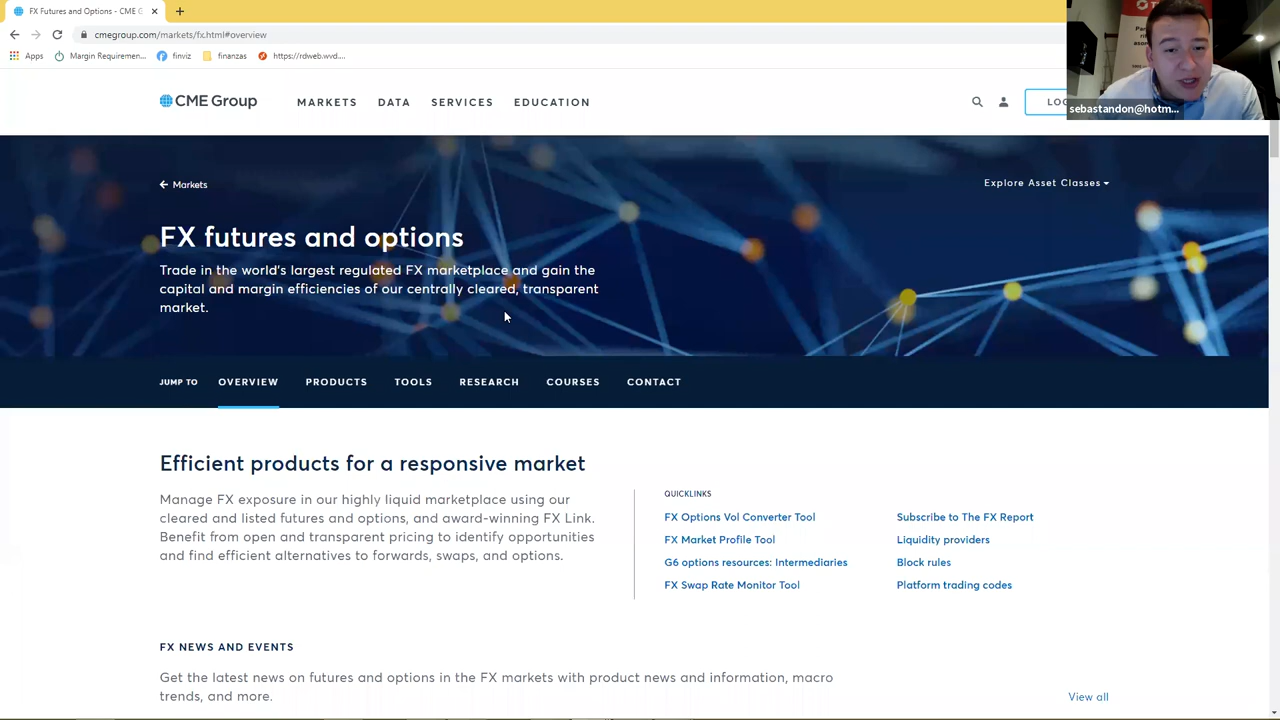 FX Futures and Options - CME G
cmegroup.com/markets/fx.html#overview
Apps
Margin Requiremen...
finviz
finanzas
https://rdweb.wvd....
sebastandon@hotm...
CME Group
MARKETS
DATA
SERVICES
EDUCATION
Markets
Explore Asset Classes
FX futures and options
Trade in the world's largest regulated FX marketplace and gain the
capital and margin efficiencies of our centrally cleared, transparent
market.
JUMP TO
OVERVIEW
PRODUCTS
TOOLS
RESEARCH
COURSES
CONTACT
Efficient products for a responsive market
Manage FX exposure in our highly liquid marketplace using our
cleared and listed futures and options, and award-winning FX Link.
Benefit from open and transparent pricing to identify opportunities
and find efficient alternatives to forwards, swaps, and options.
QUICKLINKS
FX Options Vol Converter Tool
FX Market Profile Tool
G6 options resources: Intermediaries
FX Swap Rate Monitor Tool
Subscribe to The FX Report
Liquidity providers
Block rules
Platform trading codes
FX NEWS AND EVENTS
Get the latest news on futures and options in the FX markets with product news and information, macro
trends, and more.
View all